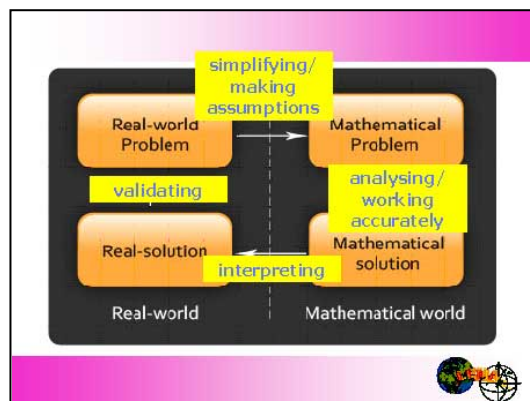 simplifying/
making
assumptions
Real-world
Problem
Mathematical
Problem
validating
analysing/
working
accurately
Real-solution
interpreting
Mathematical
solution
Real-world
Mathematical world